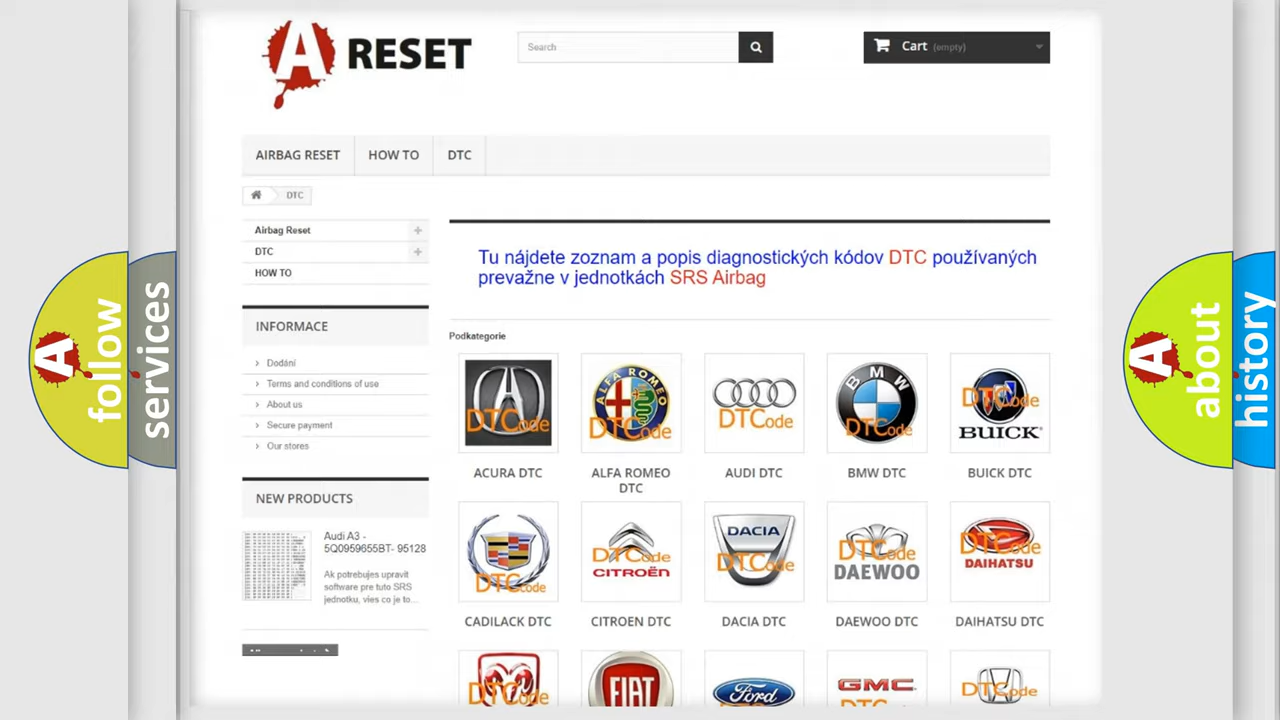 A RESET
Search
Cart (empty)
AIRBAG RESET
HOW TO
DTC
DTC
Airbag Reset
DTC
HOW TO
INFORMACE
Dodání
Terms and conditions of use
About us
Secure payment
Our stores
NEW PRODUCTS
Audi A3 -
5Q0959655BT- 95128
Ak potrebujes upravit
software pre tuto SRS
jednotku, vies co je to...
Tu nájdete zoznam a popis diagnostických kódov DTC používaných
prevažne v jednotkách SRS Airbag
Podkategorie
DTCode
ALFA ROMEO
DTCode
DTCode
BMW
DTCode
DTCode
BUICK
ACURA DTC
ALFA ROMEO
DTC
AUDI DTC
BMW DTC
BUICK DTC
DTCode
DTCode
CITROËN
DACIA
DTCode
DTCode
DAEWOO
DTCode
DAIHATSU
CADILACK DTC
CITROEN DTC
DACIA DTC
DAEWOO DTC
DAIHATSU DTC
DTCode
FIAT
Ford
GMC
DTCode
A follow
services
A about
history